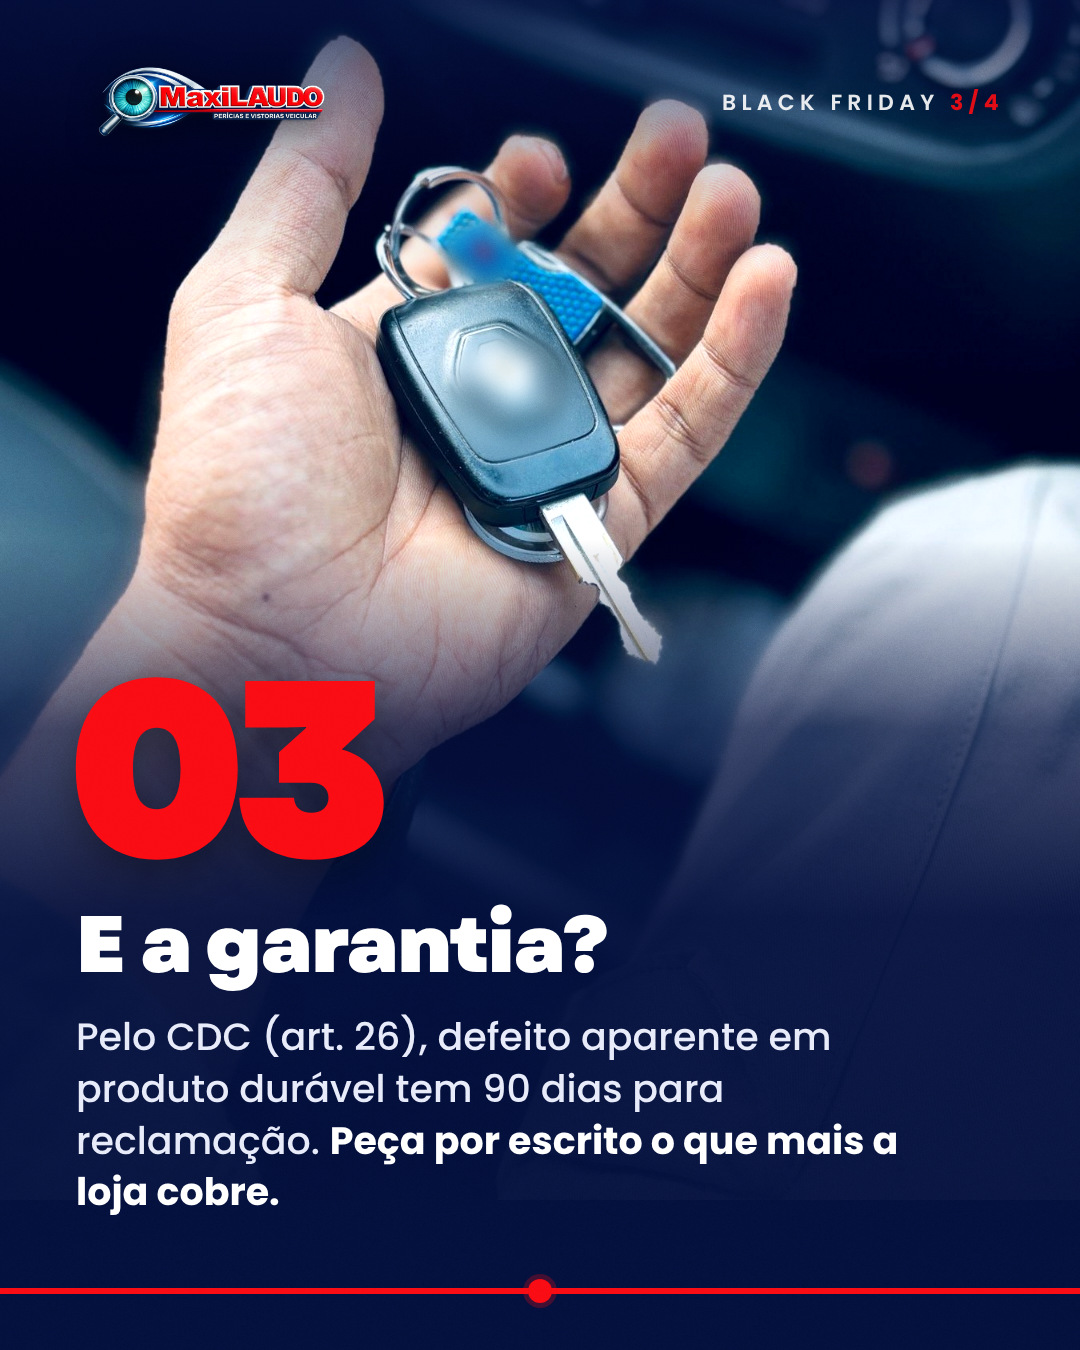 MaxiLAUDO
PERÍCIAS E VISTORIAS VEICULAR
BLACK FRIDAY 3/4
03
E a garantia?
Pelo CDC (art. 26), defeito aparente em
produto durável tem 90 dias para
reclamação. Peça por escrito o que mais a
loja cobre.